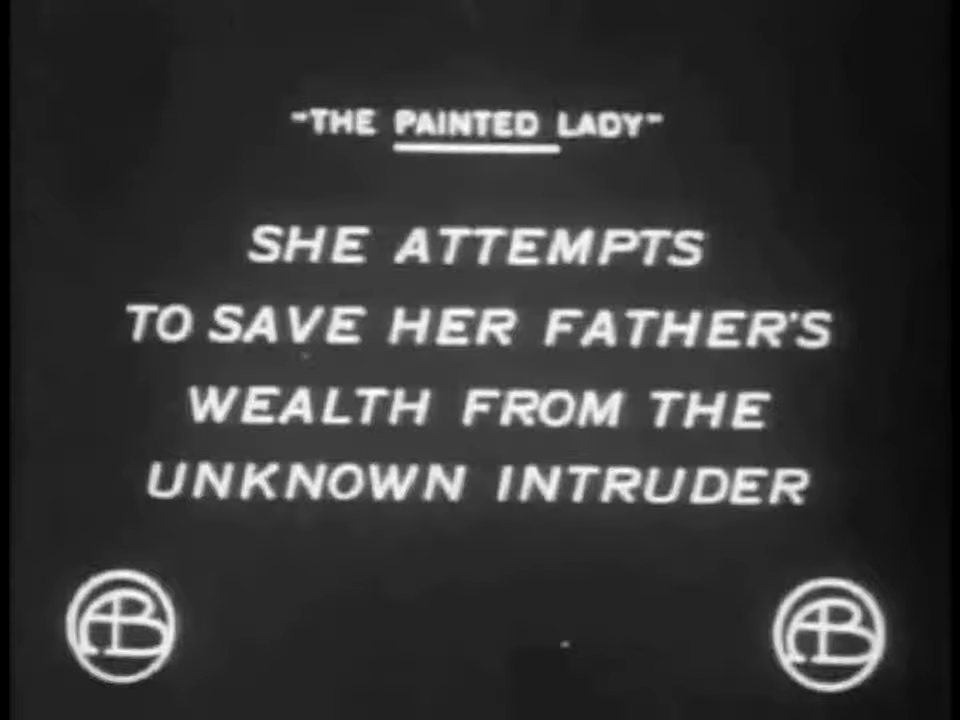 "THE PAINTED LADY"
SHE ATTEMPTS
TO SAVE HER FATHER'S
WEALTH FROM THE
UNKNOWN INTRUDER
AB AB